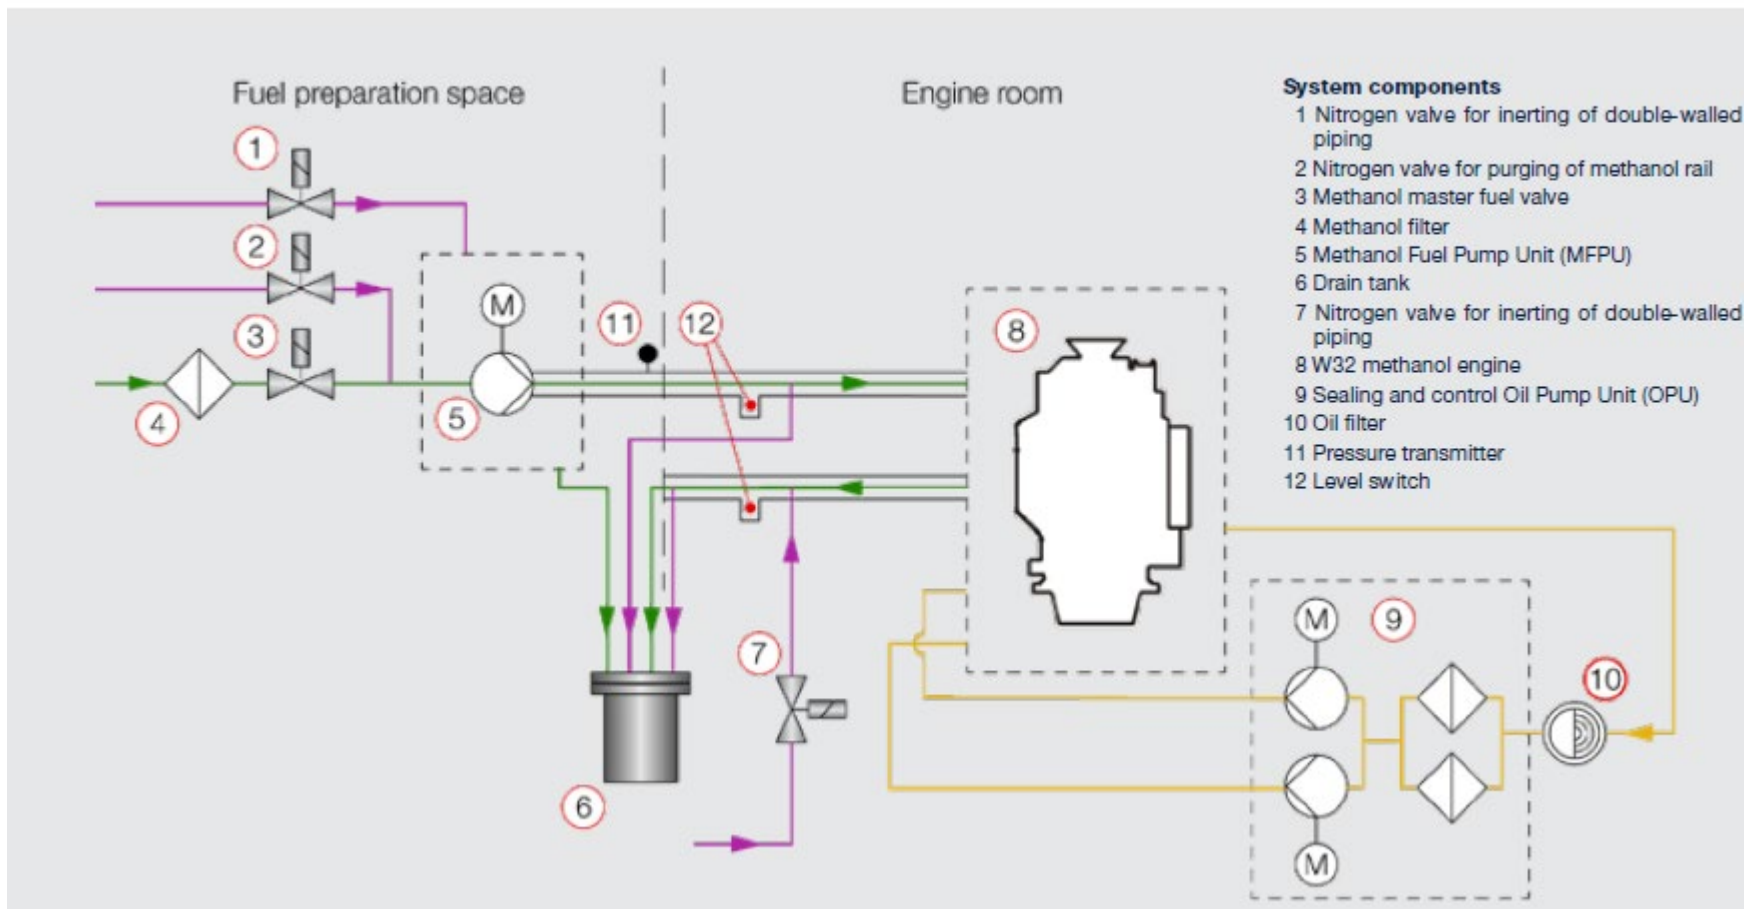 Fuel preparation space
Engine room
System components
1 Nitrogen valve for inerting of double-walled
piping
2 Nitrogen valve for purging of methanol rail
3 Methanol master fuel valve
4 Methanol filter
5 Methanol Fuel Pump Unit (MFPU)
6 Drain tank
7 Nitrogen valve for inerting of double-walled
piping
8 W32 methanol engine
9 Sealing and control Oil Pump Unit (OPU)
10 Oil filter
11 Pressure transmitter
12 Level switch
1
2
M
3
11
12
8
4
5
M
9
7
10
6
M